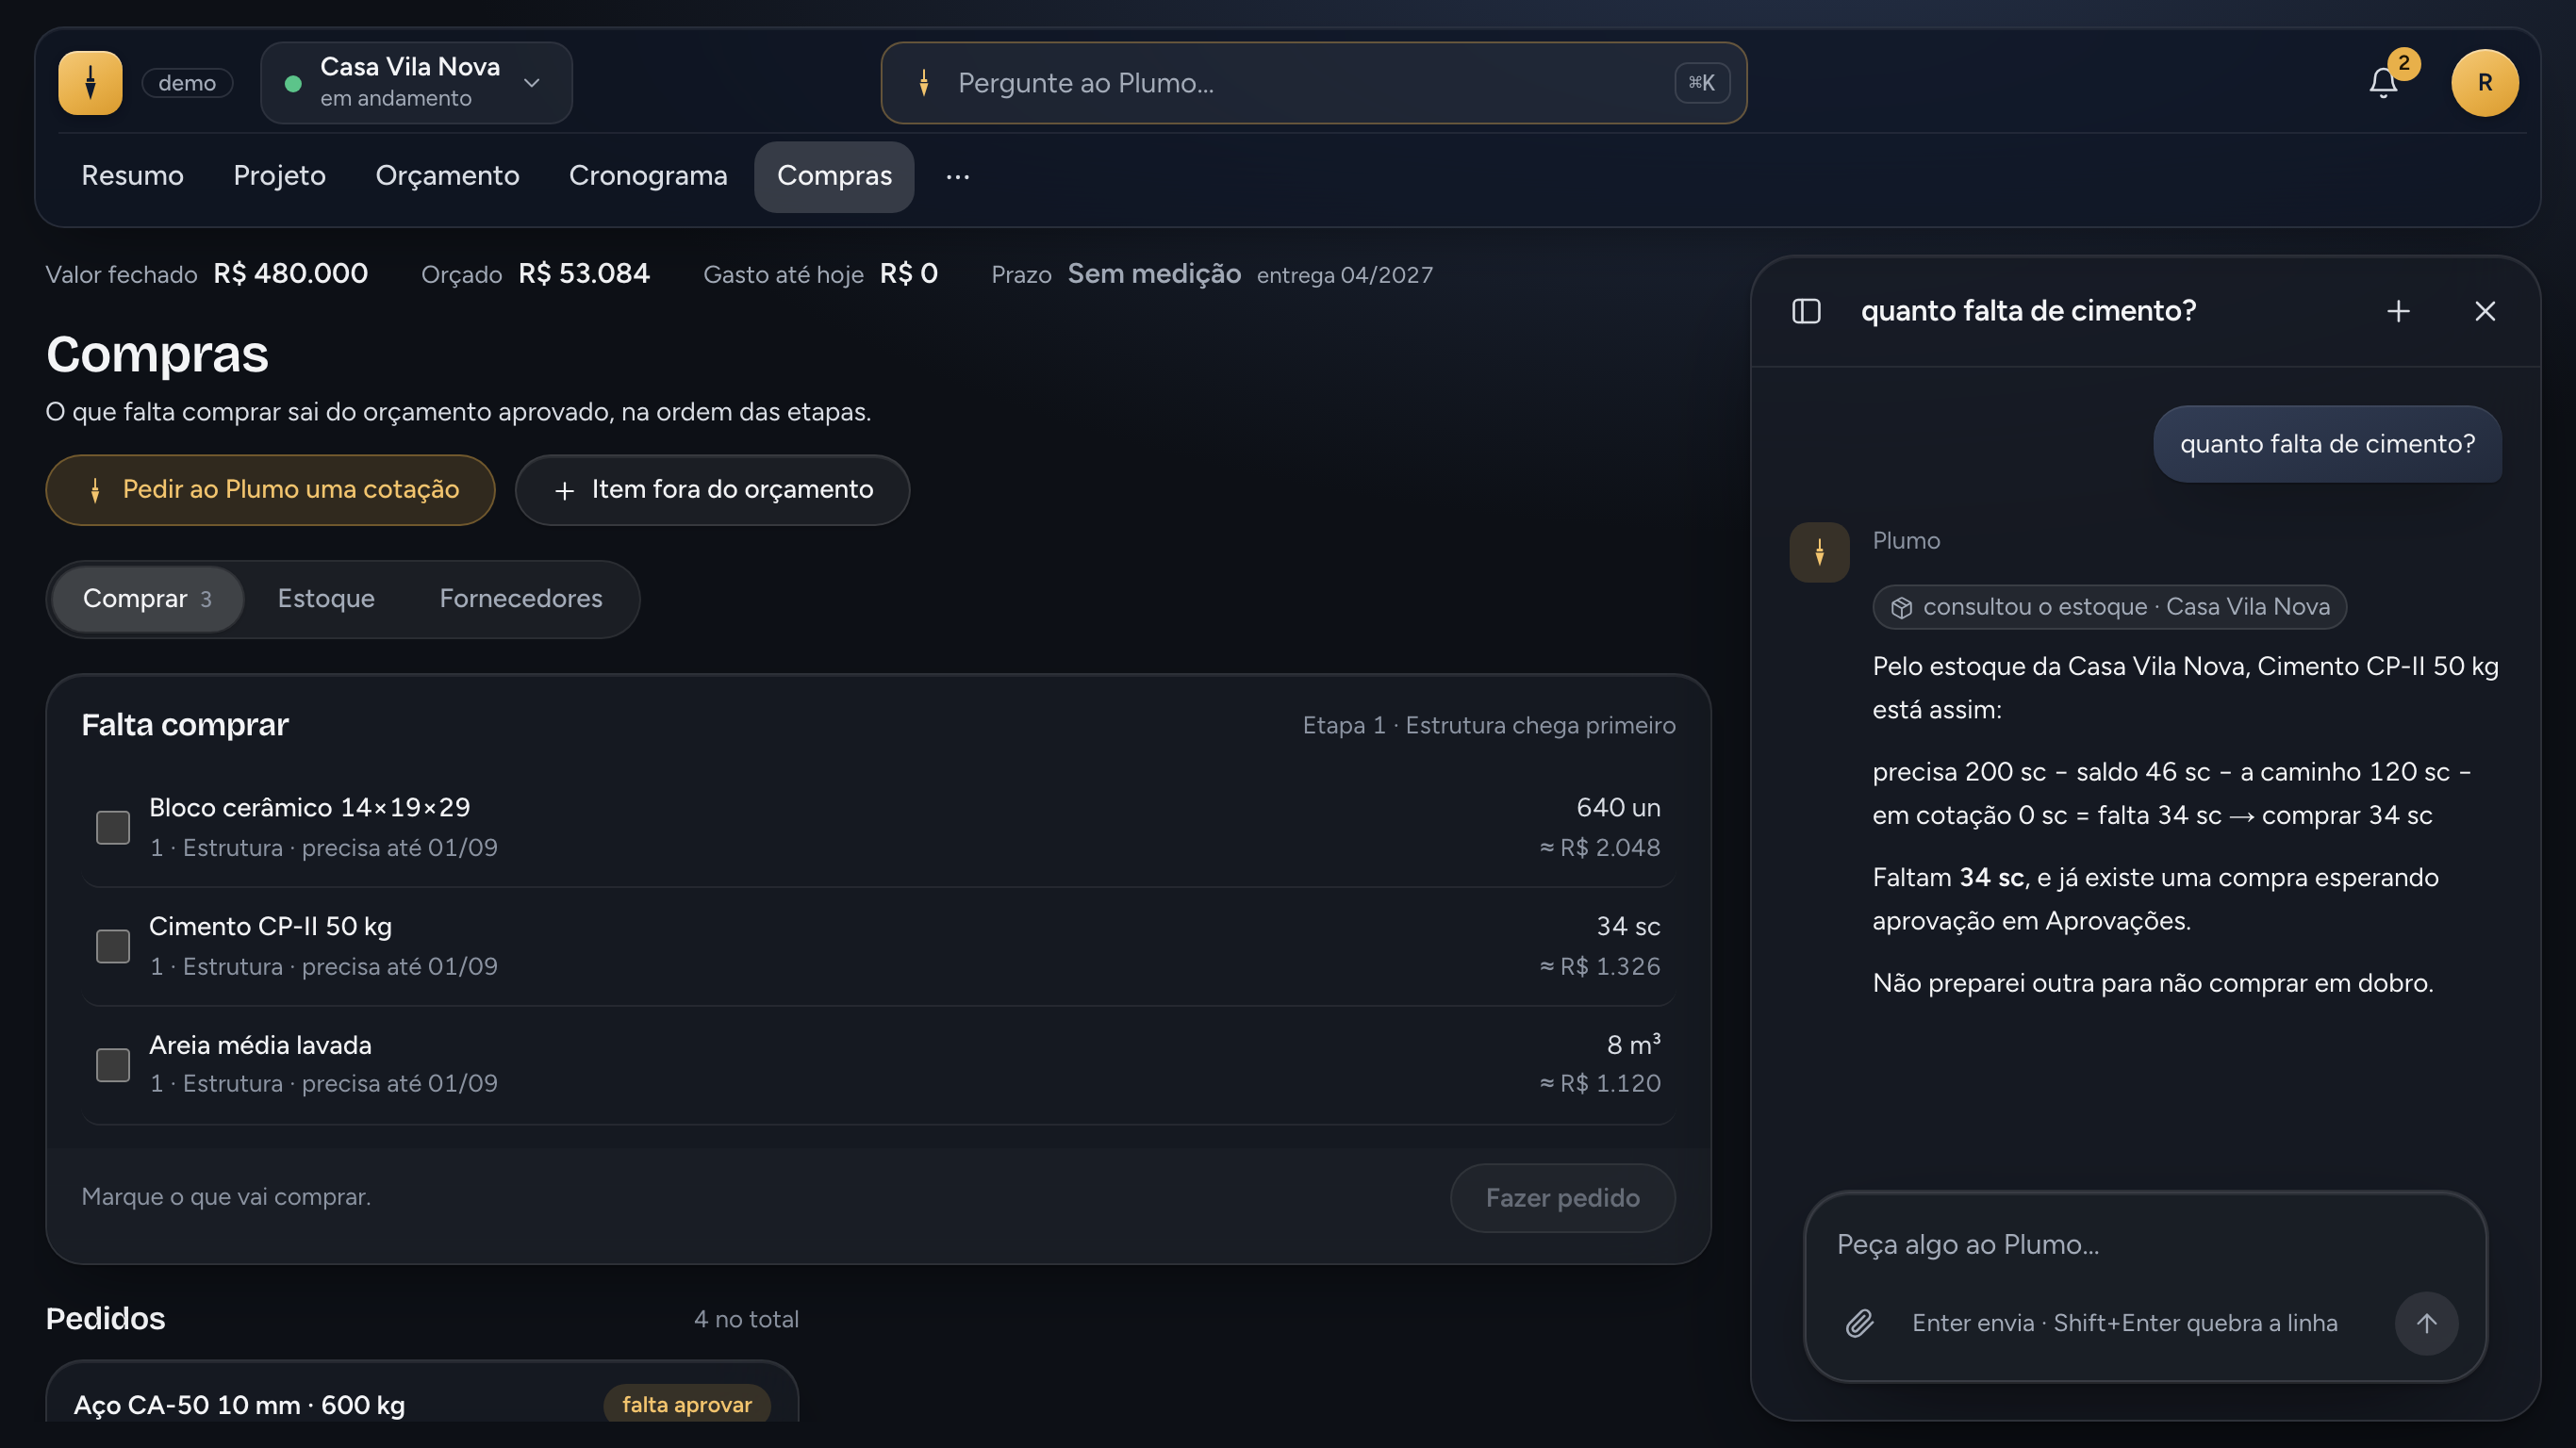 demo
Casa Vila Nova
em andamento
Pergunte ao Plumo...
⌘K
2
R
Resumo
Projeto
Orçamento
Cronograma
Compras
...
Valor fechado R$ 480.000
Orçado R$ 53.084
Gasto até hoje R$ 0
Prazo Sem medição entrega 04/2027
Compras
O que falta comprar sai do orçamento aprovado, na ordem das etapas.
Pedir ao Plumo uma cotação
+ Item fora do orçamento
Comprar 3
Estoque
Fornecedores
Falta comprar
Etapa 1 · Estrutura chega primeiro
Bloco cerâmico 14×19×29
640 un
1 · Estrutura · precisa até 01/09
≈ R$ 2.048
Cimento CP-II 50 kg
34 sc
1 · Estrutura · precisa até 01/09
≈ R$ 1.326
Areia média lavada
8 m³
1 · Estrutura · precisa até 01/09
≈ R$ 1.120
Marque o que vai comprar.
Fazer pedido
Pedidos
4 no total
Aço CA-50 10 mm · 600 kg
falta aprovar
quanto falta de cimento?
quanto falta de cimento?
Plumo
consultou o estoque · Casa Vila Nova
Pelo estoque da Casa Vila Nova, Cimento CP-II 50 kg
está assim:
precisa 200 sc − saldo 46 sc − a caminho 120 sc −
em cotação 0 sc = falta 34 sc → comprar 34 sc
Faltam 34 sc, e já existe uma compra esperando
aprovação em Aprovações.
Não preparei outra para não comprar em dobro.
Peça algo ao Plumo...
Enter envia · Shift+Enter quebra a linha